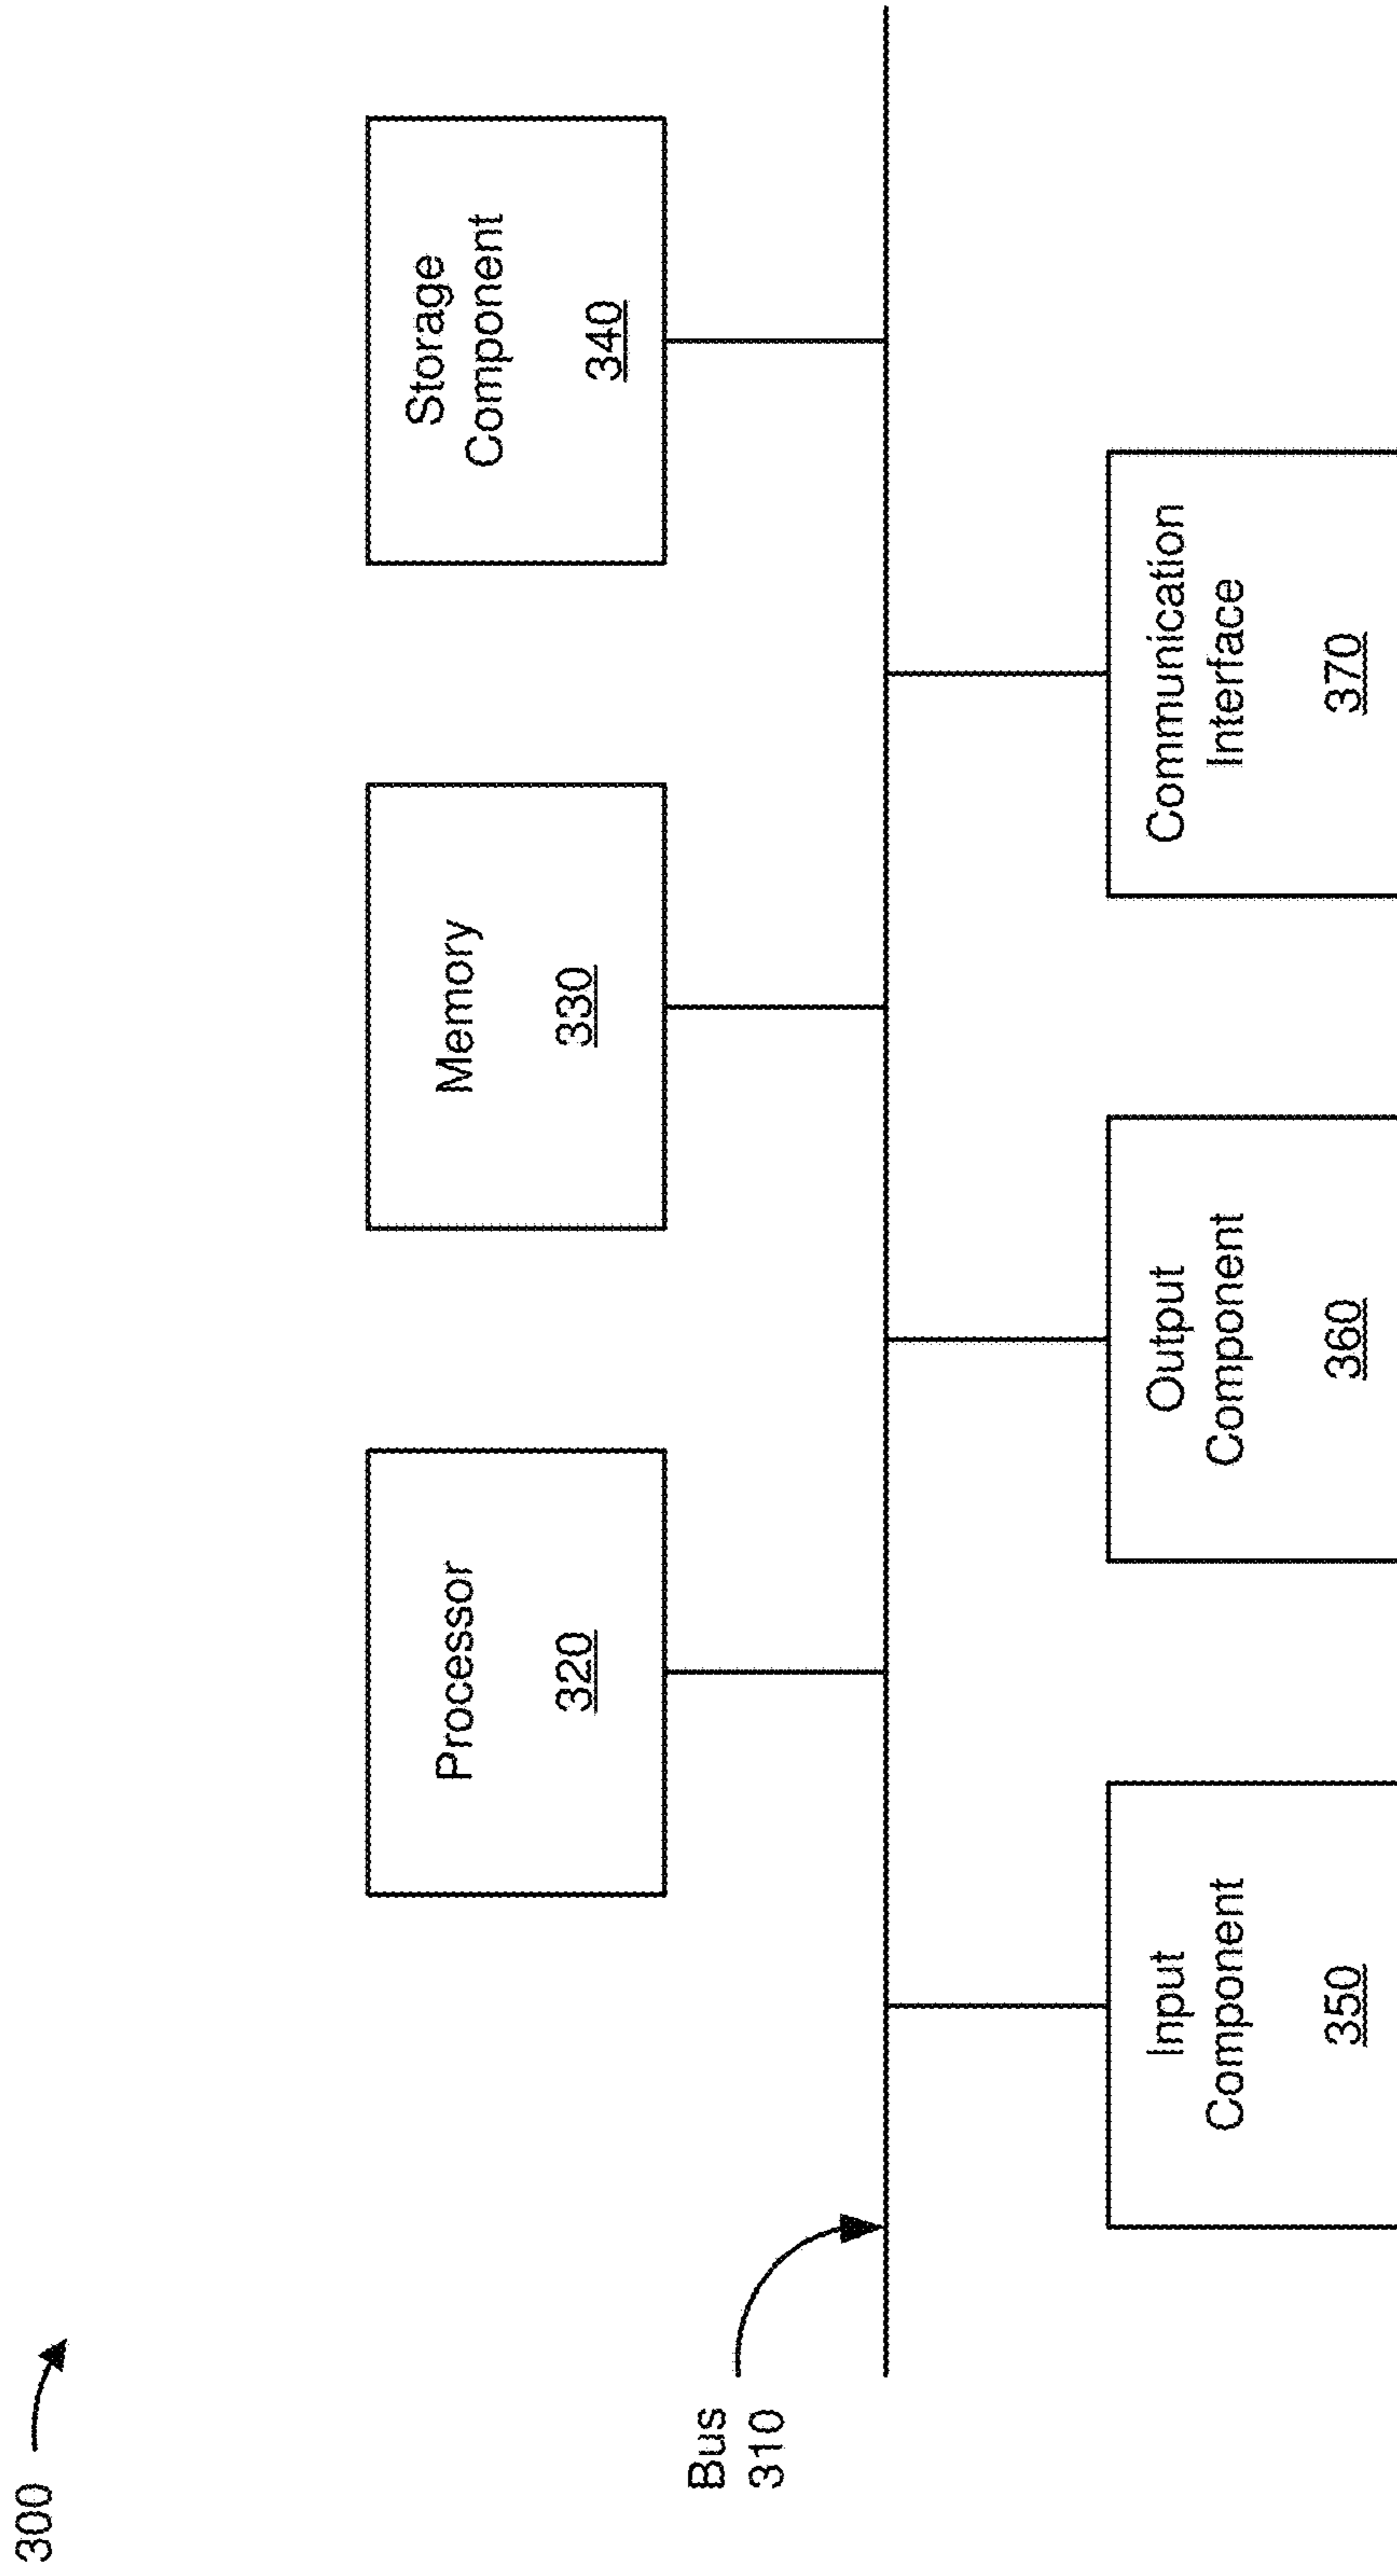 300
Processor
320
Memory
330
Storage
Component
340
Bus
310
Input
Component
350
Output
Component
360
Communication
Interface
370